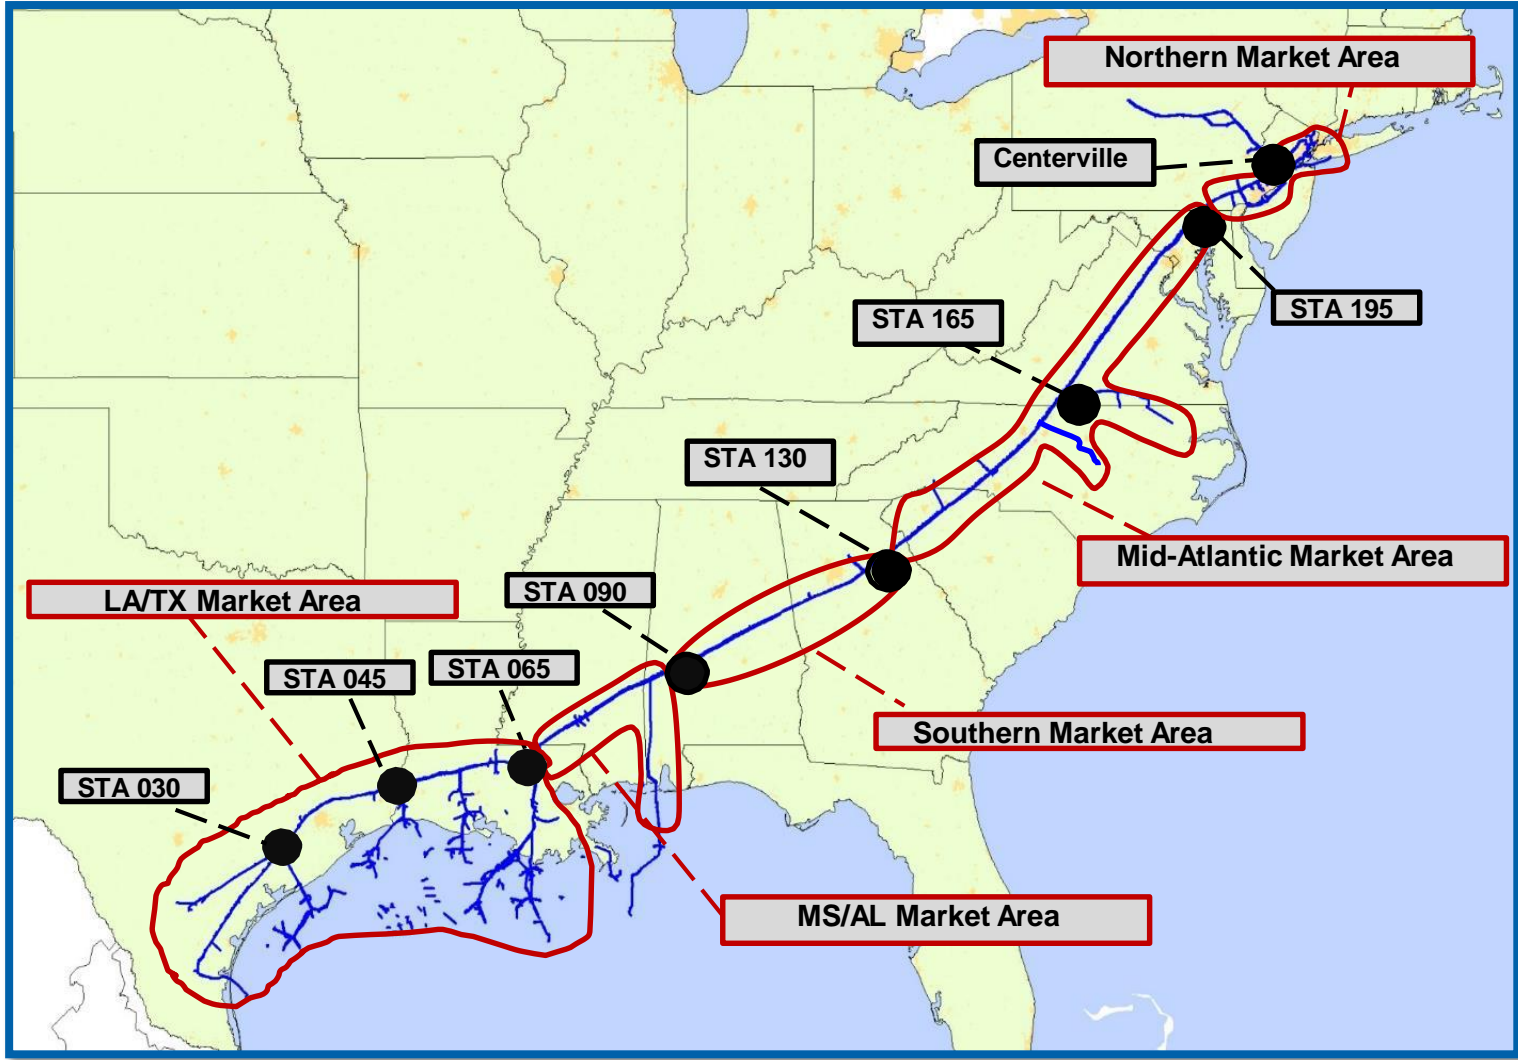 Northern Market Area
Centerville
STA 195
STA 165
STA 130
Mid-Atlantic Market Area
STA 090
LA/TX Market Area
STA 065
STA 045
Southern Market Area
STA 030
MS/AL Market Area